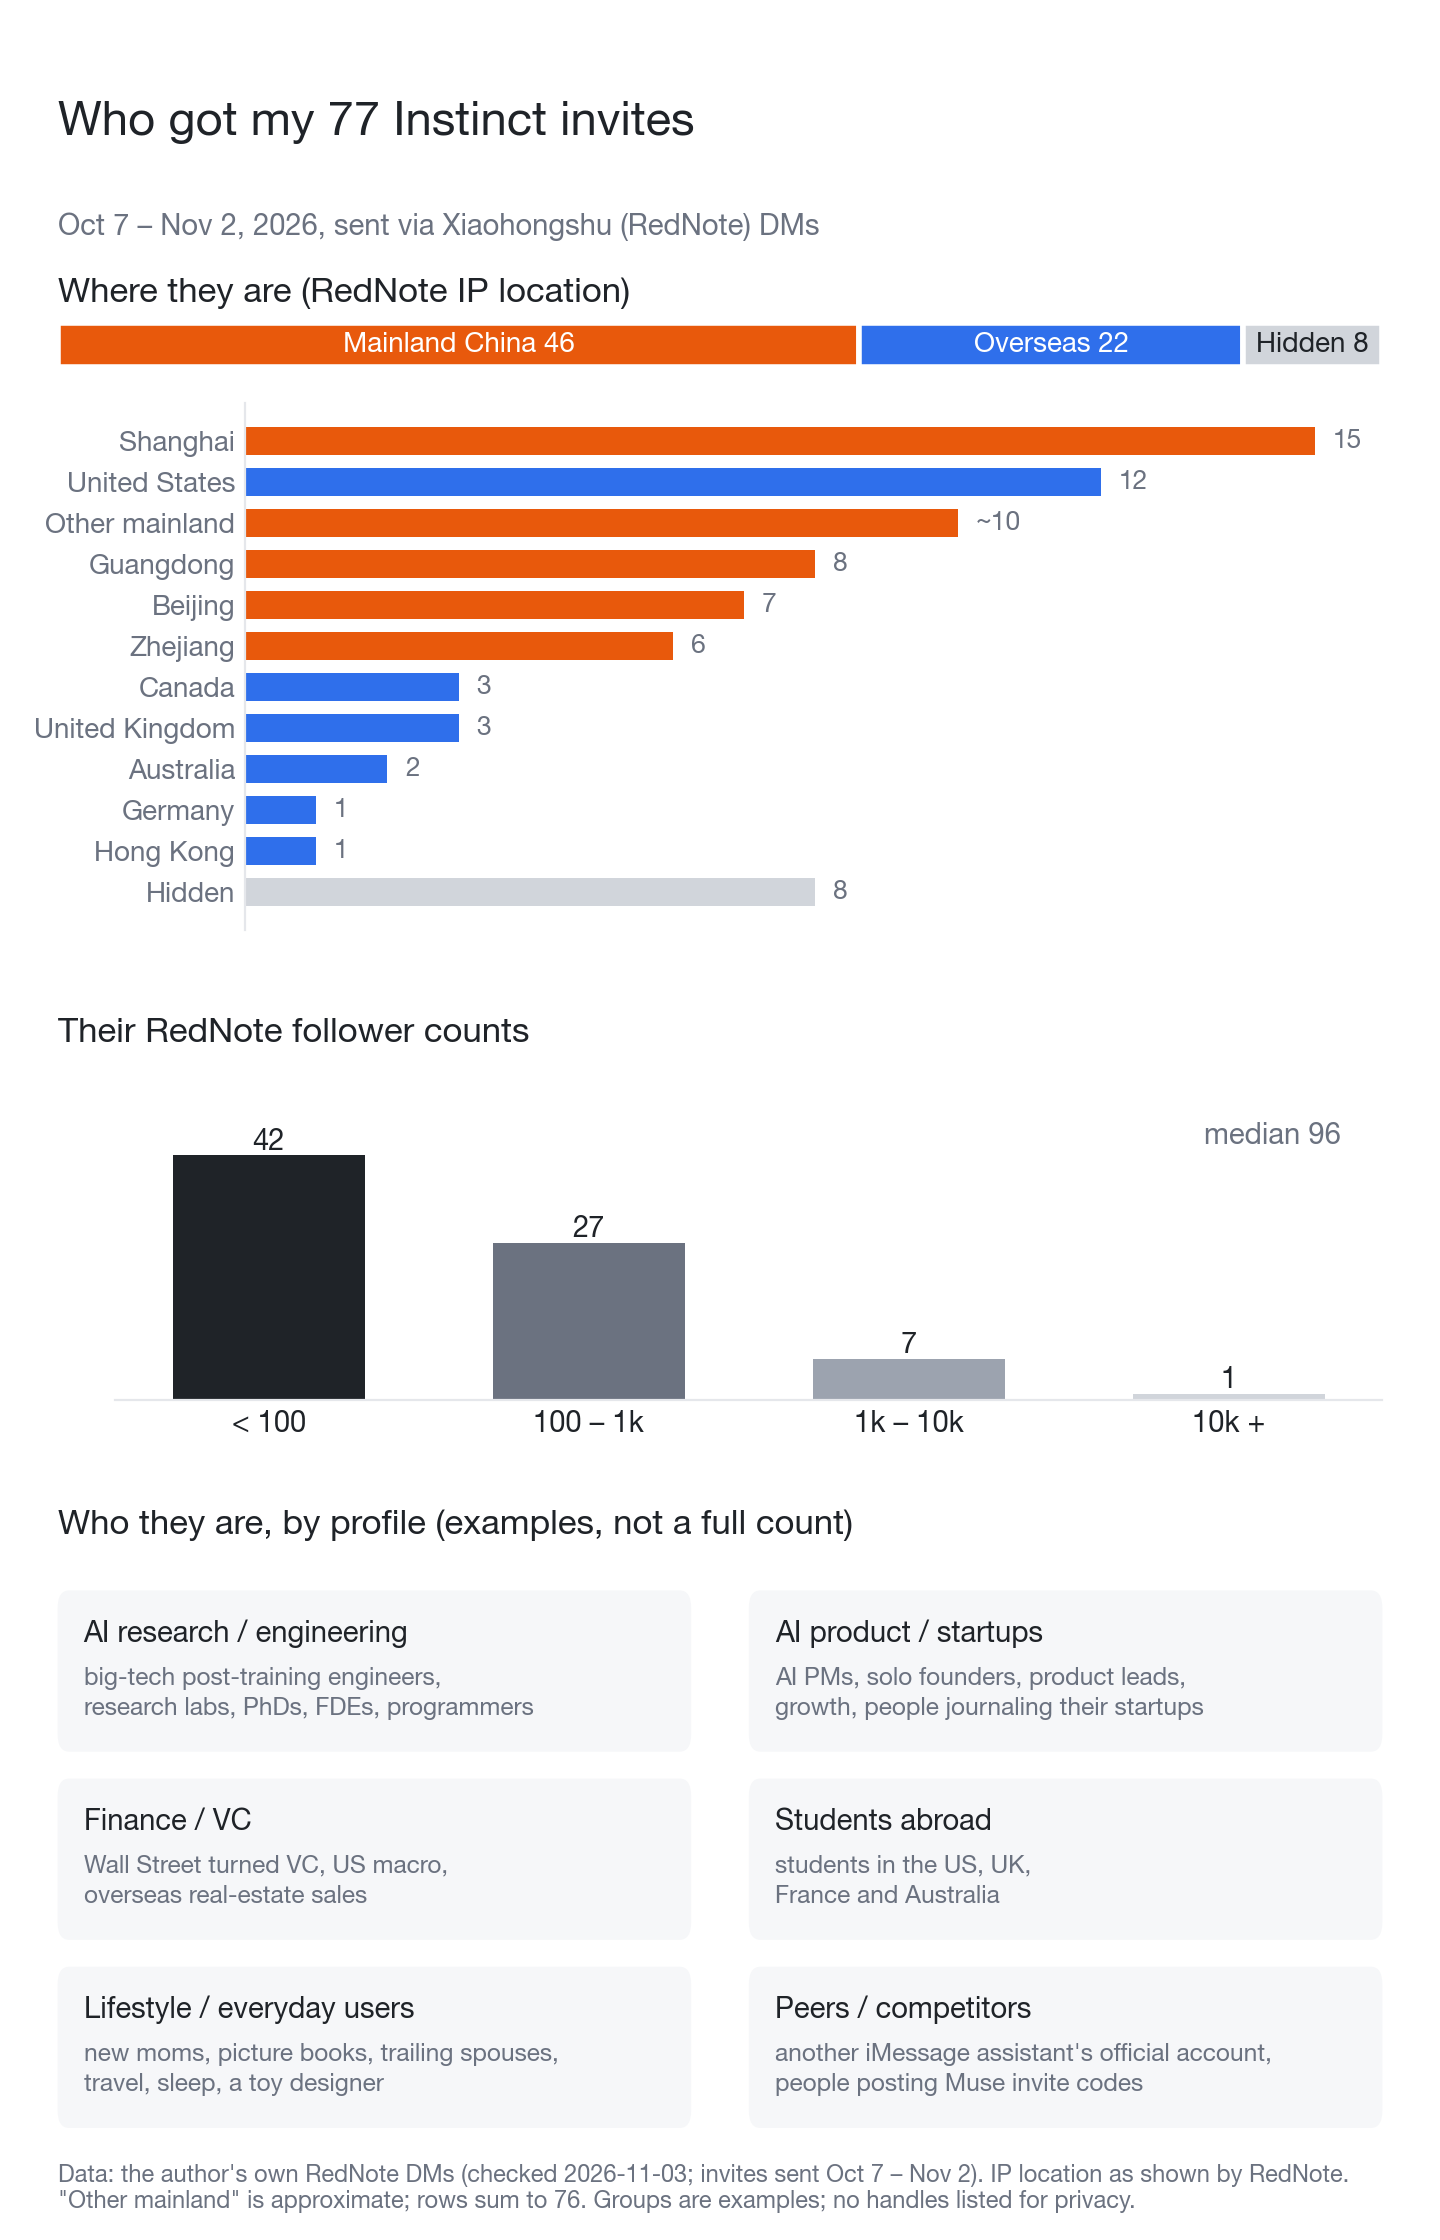 Who got my 77 Instinct invites
Oct 7 – Nov 2, 2026, sent via Xiaohongshu (RedNote) DMs
Where they are (RedNote IP location)
Mainland China 46 Overseas 22 Hidden 8
Shanghai 15
United States 12
Other mainland ~10
Guangdong 8
Beijing 7
Zhejiang 6
Canada 3
United Kingdom 3
Australia 2
Germany 1
Hong Kong 1
Hidden 8
Their RedNote follower counts
median 96
42
27
7
1
< 100
100 – 1k
1k – 10k
10k +
Who they are, by profile (examples, not a full count)
AI research / engineering
big-tech post-training engineers,
research labs, PhDs, FDEs, programmers
AI product / startups
AI PMs, solo founders, product leads,
growth, people journaling their startups
Finance / VC
Wall Street turned VC, US macro,
overseas real-estate sales
Students abroad
students in the US, UK,
France and Australia
Lifestyle / everyday users
new moms, picture books, trailing spouses,
travel, sleep, a toy designer
Peers / competitors
another iMessage assistant's official account,
people posting Muse invite codes
Data: the author's own RedNote DMs (checked 2026-11-03; invites sent Oct 7 – Nov 2). IP location as shown by RedNote.
"Other mainland" is approximate; rows sum to 76. Groups are examples; no handles listed for privacy.